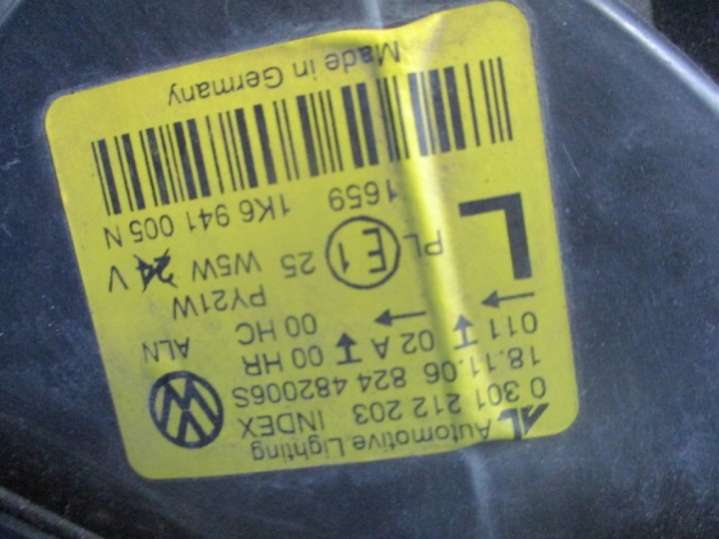 AL Automotive Lighting
0 301 212 203 INDEX
18.11.06 824 482006S
011 02 A 00 HR ALN
00 HC
PY21W
L PL E1 25 W5W 24 V
1659 1K6 941 005 N
Made in Germany